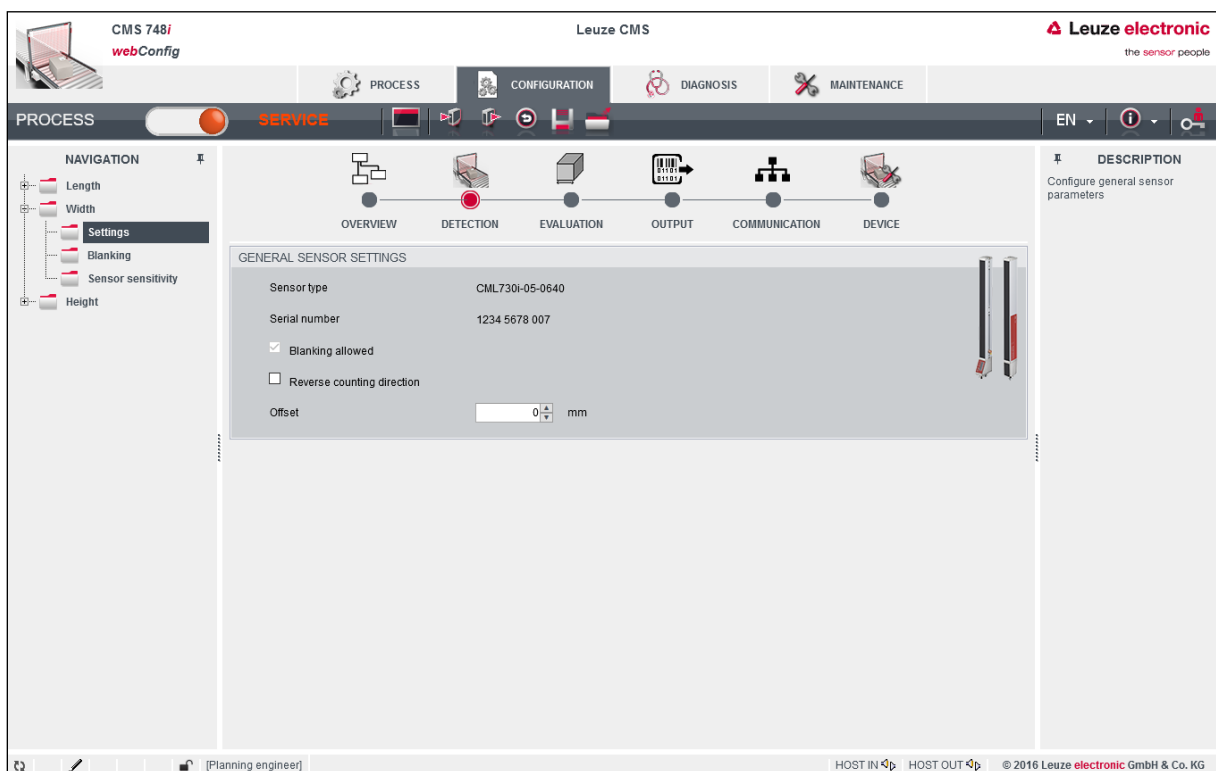 CMS 748i
webConfig
Leuze CMS
Leuze electronic
the sensor people
PROCESS
CONFIGURATION
DIAGNOSIS
MAINTENANCE
PROCESS
SERVICE
EN
NAVIGATION
Length
Width
Settings
Blanking
Sensor sensitivity
Height
OVERVIEW
DETECTION
EVALUATION
OUTPUT
COMMUNICATION
DEVICE
GENERAL SENSOR SETTINGS
Sensor type CML730i-05-0640
Serial number 1234 5678 007
Blanking allowed
Reverse counting direction
Offset 0 mm
DESCRIPTION
Configure general sensor
parameters
[Planning engineer]
HOST IN
HOST OUT
© 2016 Leuze electronic GmbH & Co. KG